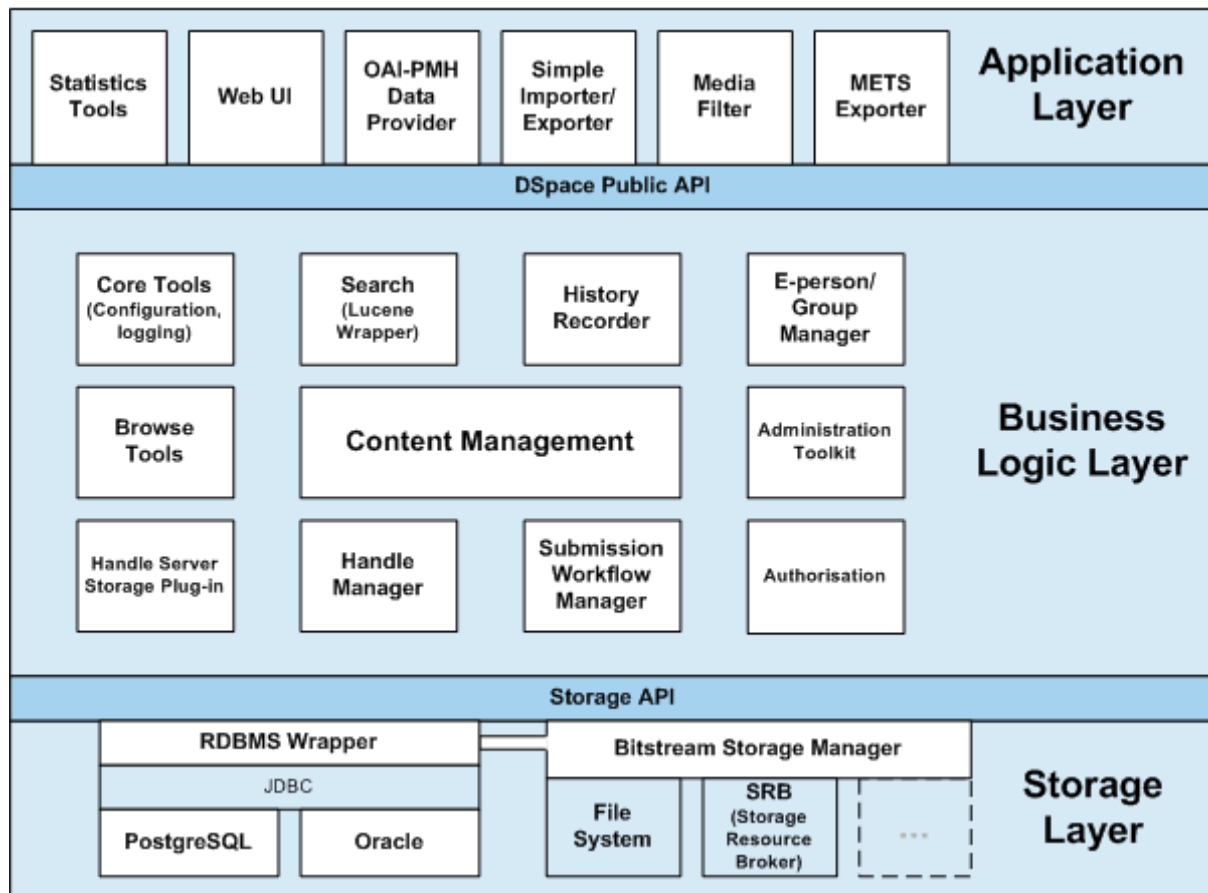 Statistics
Tools
Web UI
OAI-PMH
Data
Provider
Simple
Importer/
Exporter
Media
Filter
METS
Exporter
Application
Layer
DSpace Public API
Core Tools
(Configuration,
logging)
Search
(Lucene
Wrapper)
History
Recorder
E-person/
Group
Manager
Browse
Tools
Content Management
Administration
Toolkit
Business
Logic Layer
Handle Server
Storage Plug-in
Handle
Manager
Submission
Workflow
Manager
Authorisation
Storage API
RDBMS Wrapper
JDBC
PostgreSQL
Oracle
Bitstream Storage Manager
File
System
SRB
(Storage
Resource
Broker)
...
Storage
Layer